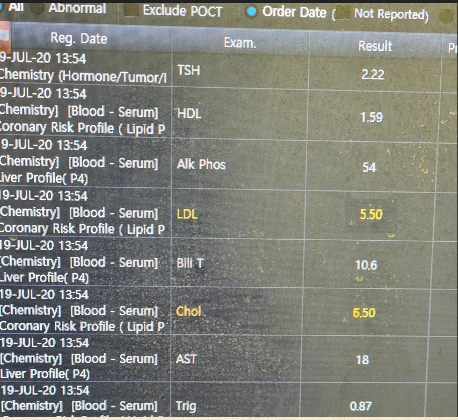 All Abnormal Exclude POCT Order Date ( Not Reported)
Reg. Date Exam. Result
9-JUL-20 13:54
Chemistry (Hormone/Tumor/I TSH 2.22
9-JUL-20 13:54
Chemistry] [Blood - Serum] HDL 1.59
Coronary Risk Profile ( Lipid P
9-JUL-20 13:54
Chemistry] [Blood - Serum] Alk Phos 54
Liver Profile( P4)
19-JUL-20 13:54
Chemistry] [Blood - Serum] LDL 5.50
Coronary Risk Profile ( Lipid P
19-JUL-20 13:54
[Chemistry] [Blood - Serum] Bill T 10.6
Liver Profile( P4)
19-JUL-20 13:54
[Chemistry] [Blood - Serum] Chol 6.50
Coronary Risk Profile ( Lipid P
19-JUL-20 13:54
[Chemistry] [Blood - Serum] AST 18
Liver Profile( P4)
19-JUL-20 13:54
[Chemistry] [Blood - Serum] Trig 0.87